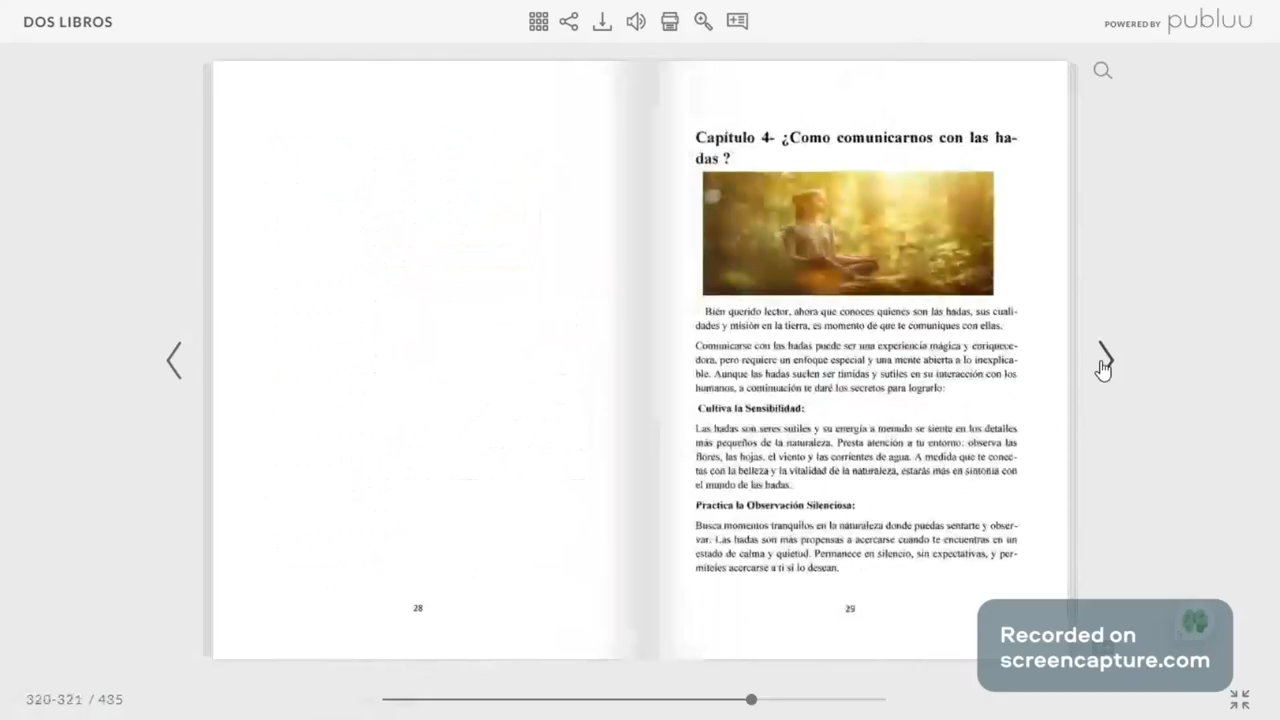 DOS LIBROS
POWERED BY publuu
Capítulo 4- ¿Como comunicarnos con las ha-
das ?
Bién querido lector, ahora que conoces quienes son las hadas, sus cuali-
dades y misión en la tierra, es momento de que te comuniques con ellas.
Comunicarse con las hadas puede ser una experiencia mágica y enriquece-
dora, pero requiere un enfoque especial y una mente abierta a lo inexplica-
ble. Aunque las hadas suelen ser tímidas y sutiles en su interacción con los
humanos, a continuación te daré los secretos para lograrlo:
Cultiva la Sensibilidad:
Las hadas son seres sutiles y su energía a menudo se siente en los detalles
más pequeños de la naturaleza. Presta atención a tu entorno: observa las
flores, las hojas, el viento y las corrientes de agua. A medida que te conec-
tas con la belleza y la vitalidad de la naturaleza, estarás más en sintonía con
el mundo de las hadas.
Practica la Observación Silenciosa:
Busca momentos tranquilos en la naturaleza donde puedas sentarte y obser-
var. Las hadas son más propensas a acercarse cuando te encuentras en un
estado de calma y quietud. Permanece en silencio, sin expectativas, y per-
míteles acercarse a ti si lo desean.
28
29
Recorded on
screencapture.com
320-321 / 435